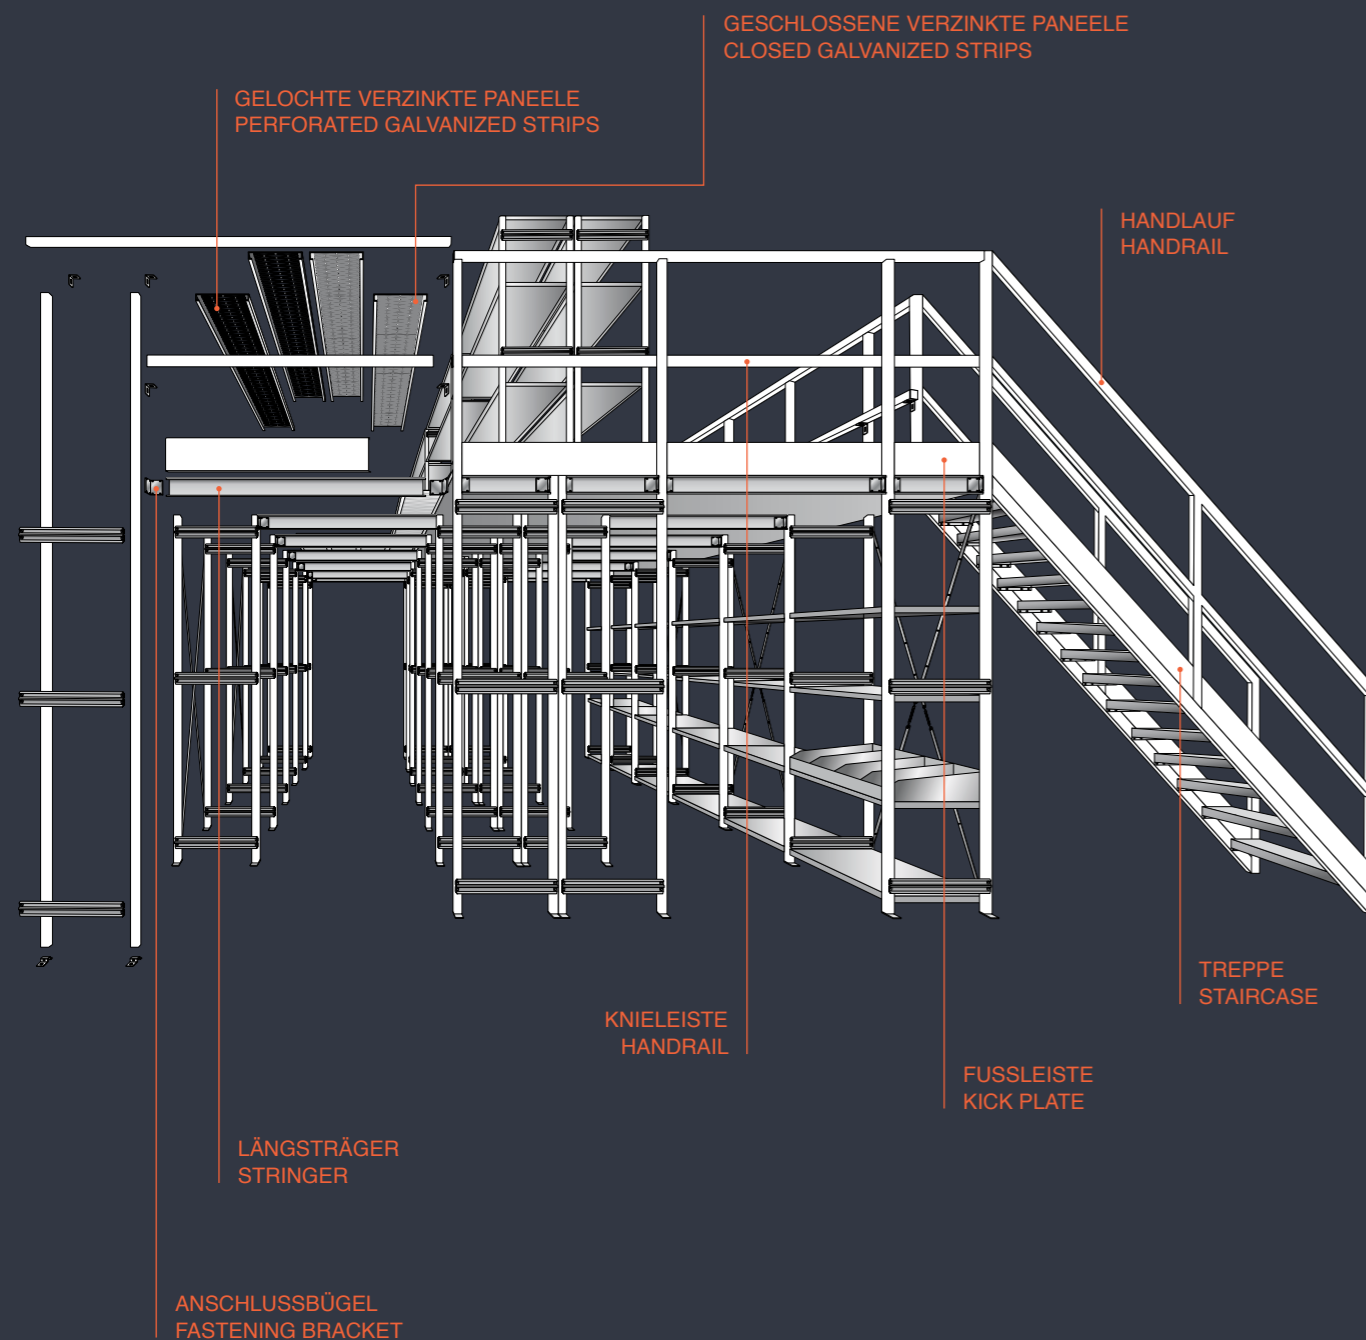 GESCHLOSSENE VERZINKTE PANEELE
CLOSED GALVANIZED STRIPS
GELOCHTE VERZINKTE PANEELE
PERFORATED GALVANIZED STRIPS
HANDLAUF
HANDRAIL
TREPPE
STAIRCASE
KNIELEISTE
HANDRAIL
FUSSLEISTE
KICK PLATE
LÄNGSTRÄGER
STRINGER
ANSCHLUSSBÜGEL
FASTENING BRACKET